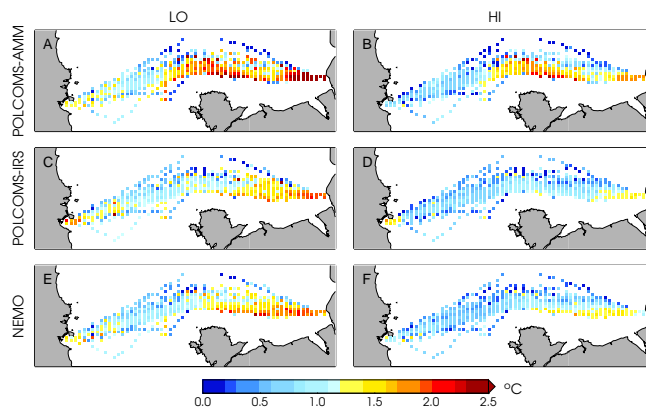 LO HI
POLCOMS-AMM
A B
POLCOMS-IRS
C D
NEMO
E F
0.0 0.5 1.0 1.5 2.0 2.5 °C